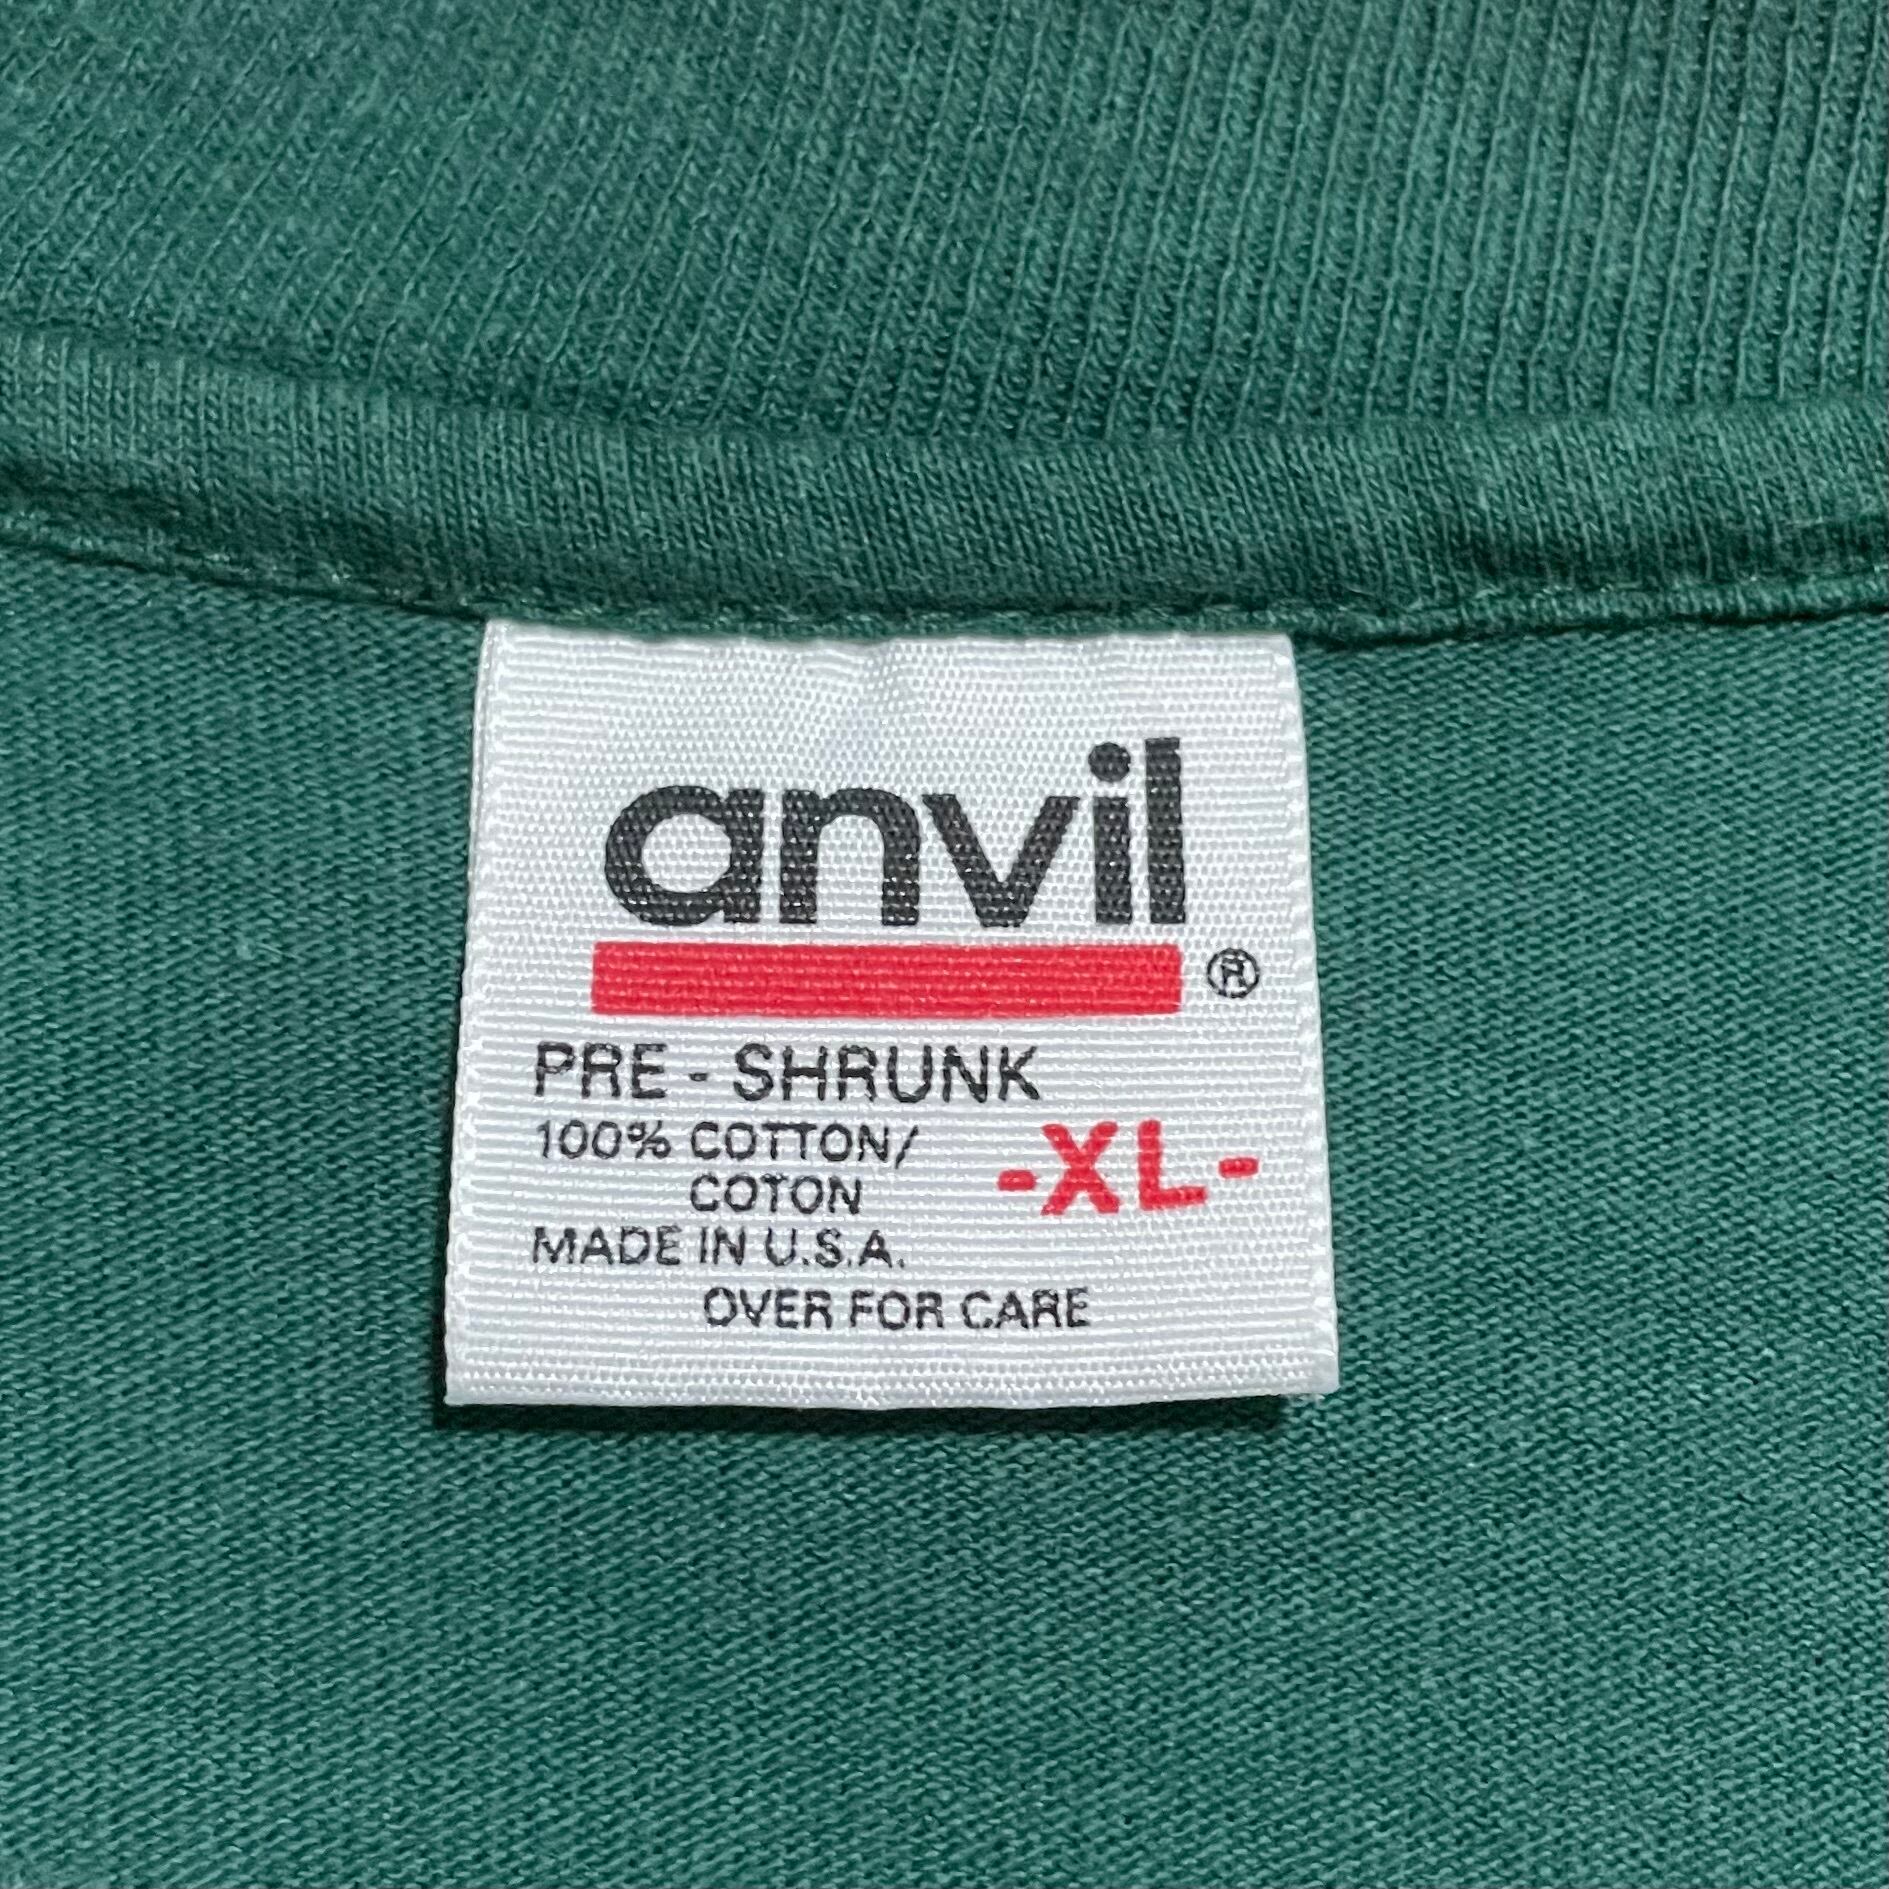 anvil
®
PRE - SHRUNK
100% COTTON/
COTON
-XL-
MADE IN U.S.A.
OVER FOR CARE